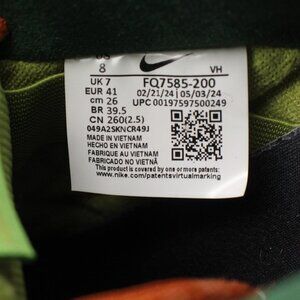 US 8 VH
UK 7 FQ7585-200
EUR 41 02/21/24 05/03/24
cm 26 UPC 00197597500249
BR 39.5
CN 260(2.5)
049A2SKNCR49J
MADE IN VIETNAM
HECHO EN VIETNAM
FABRIQUE AU VIETNAM
FABRICADO NO VIETNÃ
This product is covered by one or more patents.
www.nike.com/patentsvirtualmarking